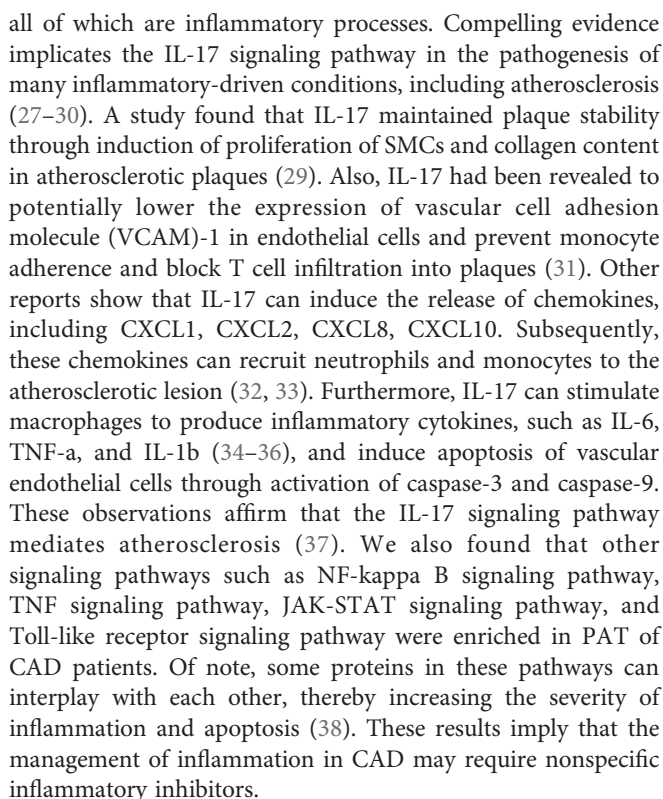 all of which are inflammatory processes. Compelling evidence
implicates the IL-17 signaling pathway in the pathogenesis of
many inflammatory-driven conditions, including atherosclerosis
(27–30). A study found that IL-17 maintained plaque stability
through induction of proliferation of SMCs and collagen content
in atherosclerotic plaques (29). Also, IL-17 had been revealed to
potentially lower the expression of vascular cell adhesion
molecule (VCAM)-1 in endothelial cells and prevent monocyte
adherence and block T cell infiltration into plaques (31). Other
reports show that IL-17 can induce the release of chemokines,
including CXCL1, CXCL2, CXCL8, CXCL10. Subsequently,
these chemokines can recruit neutrophils and monocytes to the
atherosclerotic lesion (32, 33). Furthermore, IL-17 can stimulate
macrophages to produce inflammatory cytokines, such as IL-6,
TNF-a, and IL-1b (34–36), and induce apoptosis of vascular
endothelial cells through activation of caspase-3 and caspase-9.
These observations affirm that the IL-17 signaling pathway
mediates atherosclerosis (37). We also found that other
signaling pathways such as NF-kappa B signaling pathway,
TNF signaling pathway, JAK-STAT signaling pathway, and
Toll-like receptor signaling pathway were enriched in PAT of
CAD patients. Of note, some proteins in these pathways can
interplay with each other, thereby increasing the severity of
inflammation and apoptosis (38). These results imply that the
management of inflammation in CAD may require nonspecific
inflammatory inhibitors.